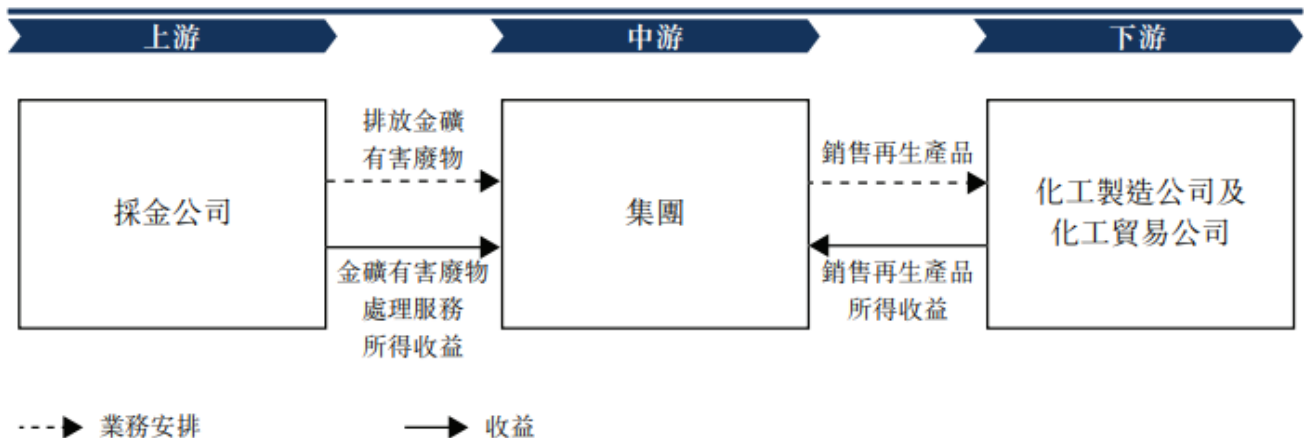 上游
中游
下游
排放金礦
有害廢物
銷售再生產品
採金公司
集團
化工製造公司及
化工貿易公司
金礦有害廢物
處理服務
所得收益
銷售再生產品
所得收益
業務安排
收益